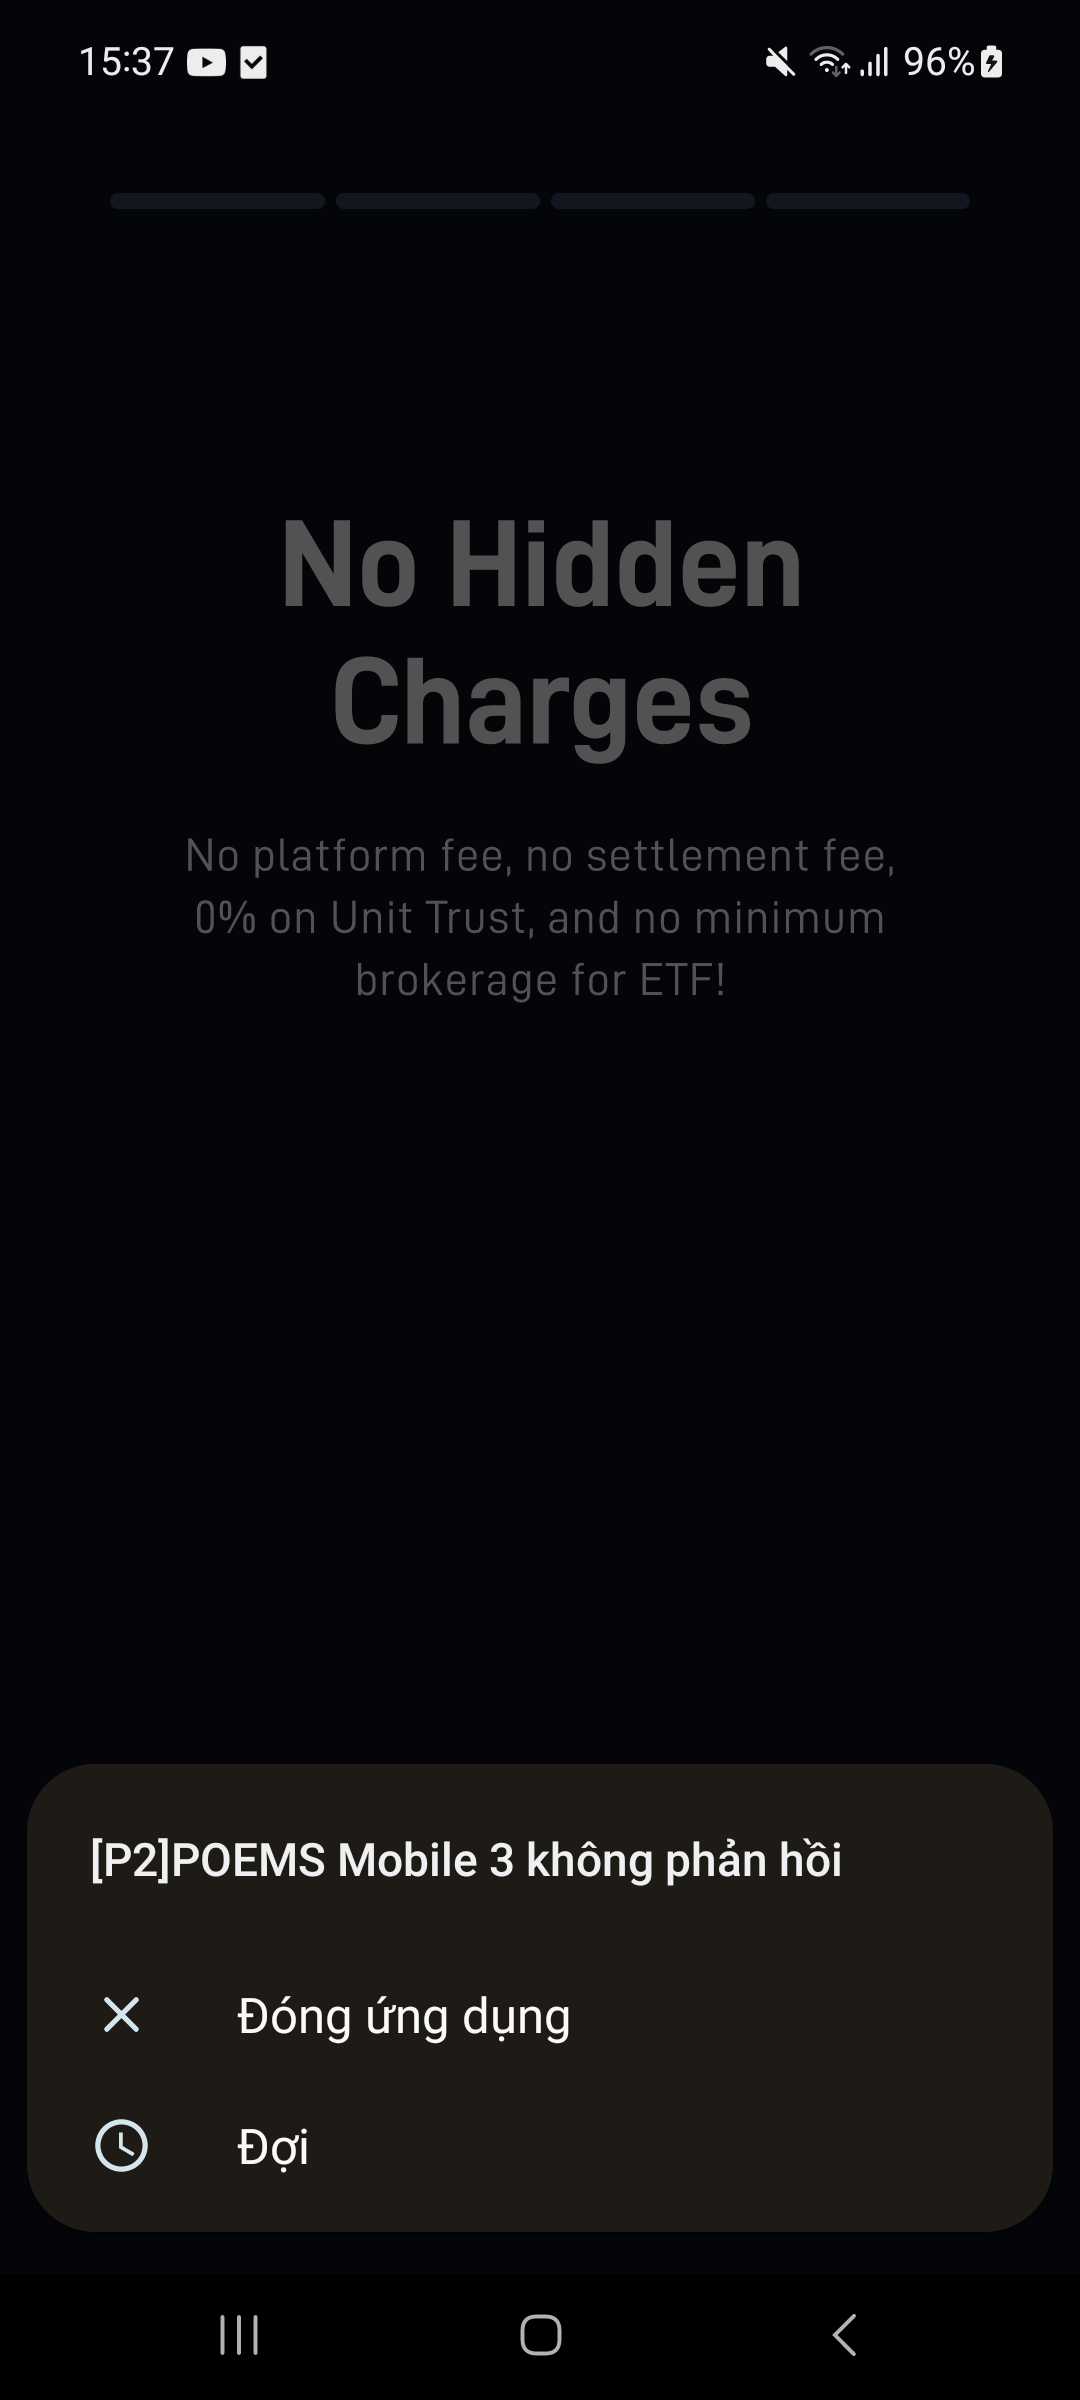 15:37
96%
No Hidden
Charges
No platform fee, no settlement fee,
0% on Unit Trust, and no minimum
brokerage for ETF!
[P2]POEMS Mobile 3 không phản hồi
Đóng ứng dụng
Đợi